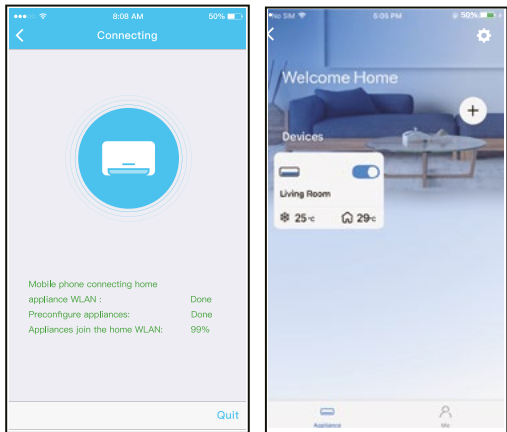 8:08 AM
50%
Connecting
Mobile phone connecting home
appliance WLAN : Done
Preconfigure appliances: Done
Appliances join the home WLAN: 99%
Quit
No SIM
5:05 PM
50%
Welcome Home
+
Devices
Living Room
25°c 29°c
Appliance
Me